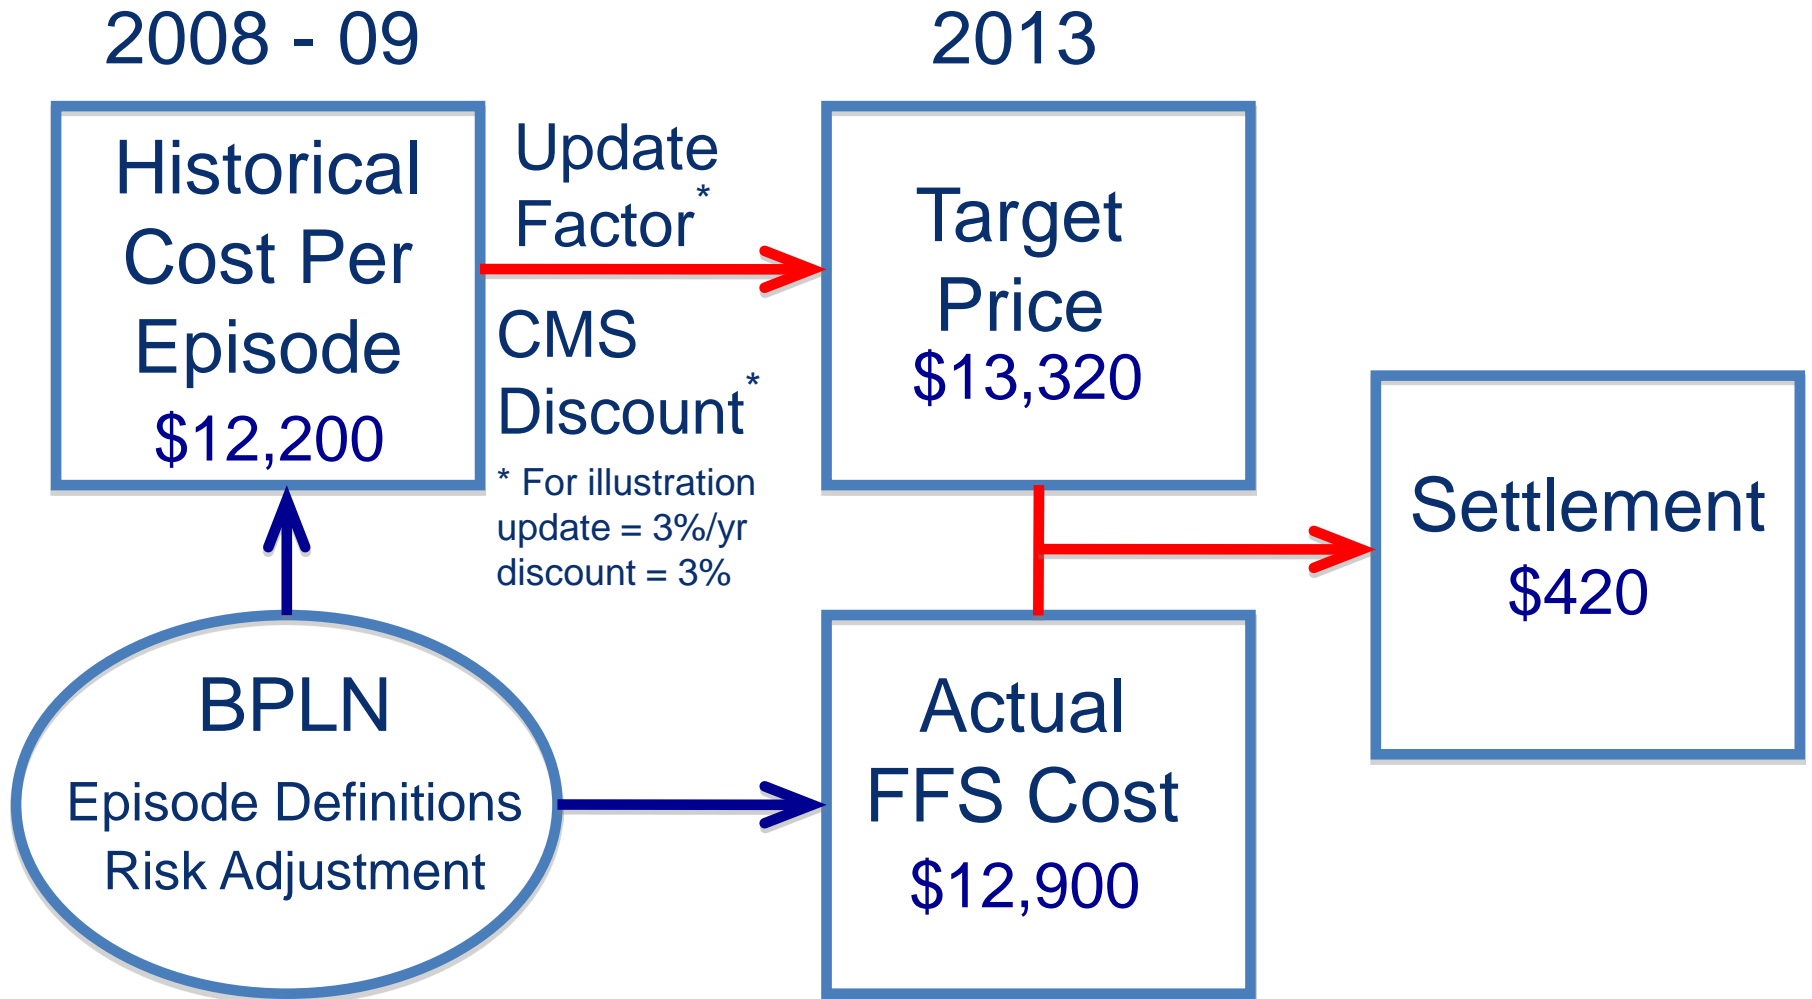 2008 - 09
2013
Historical
Cost Per
Episode
$12,200
Update
Factor*
CMS
Discount*
* For illustration
update = 3%/yr
discount = 3%
Target
Price
$13,320
Settlement
$420
BPLN
Episode Definitions
Risk Adjustment
Actual
FFS Cost
$12,900